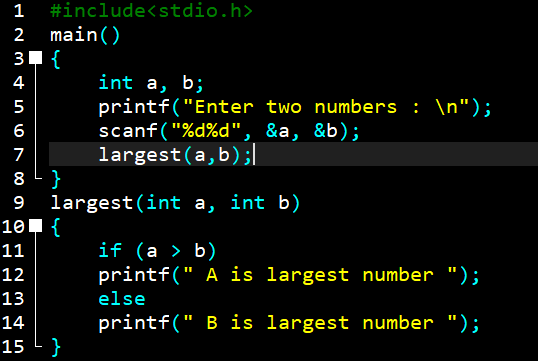 1 #include<stdio.h>
2 main()
3 {
4 int a, b;
5 printf("Enter two numbers : \n");
6 scanf("%d%d", &a, &b);
7 largest(a,b);
8 }
9 largest(int a, int b)
10 {
11 if (a > b)
12 printf(" A is largest number ");
13 else
14 printf(" B is largest number ");
15 }